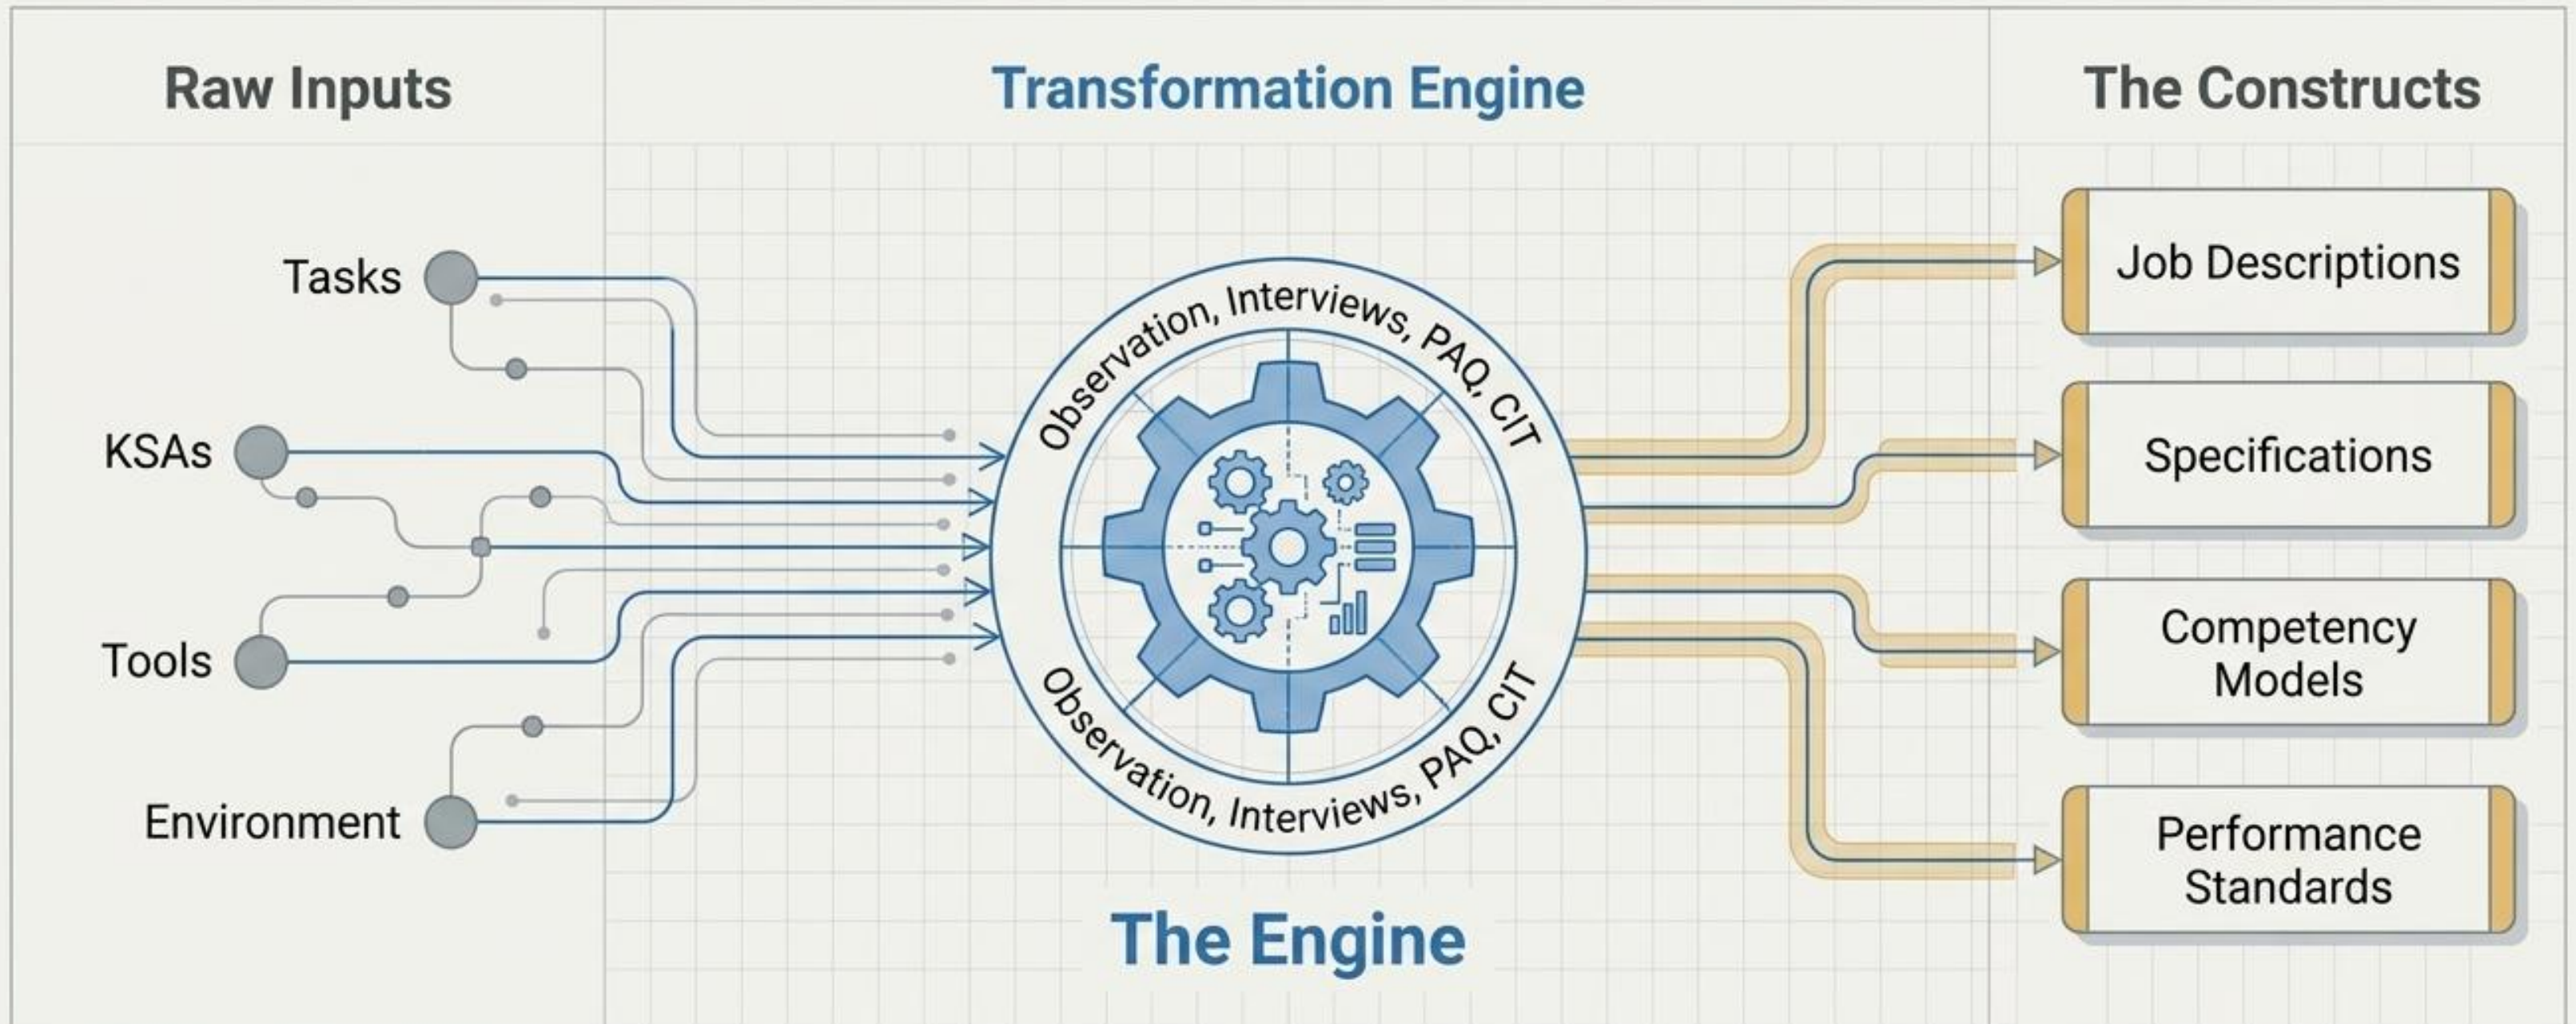 Raw Inputs
Transformation Engine
The Constructs
Tasks
KSAs
Tools
Environment
Observation, Interviews, PAQ, CIT
Observation, Interviews, PAQ, CIT
The Engine
Job Descriptions
Specifications
Competency
Models
Performance
Standards